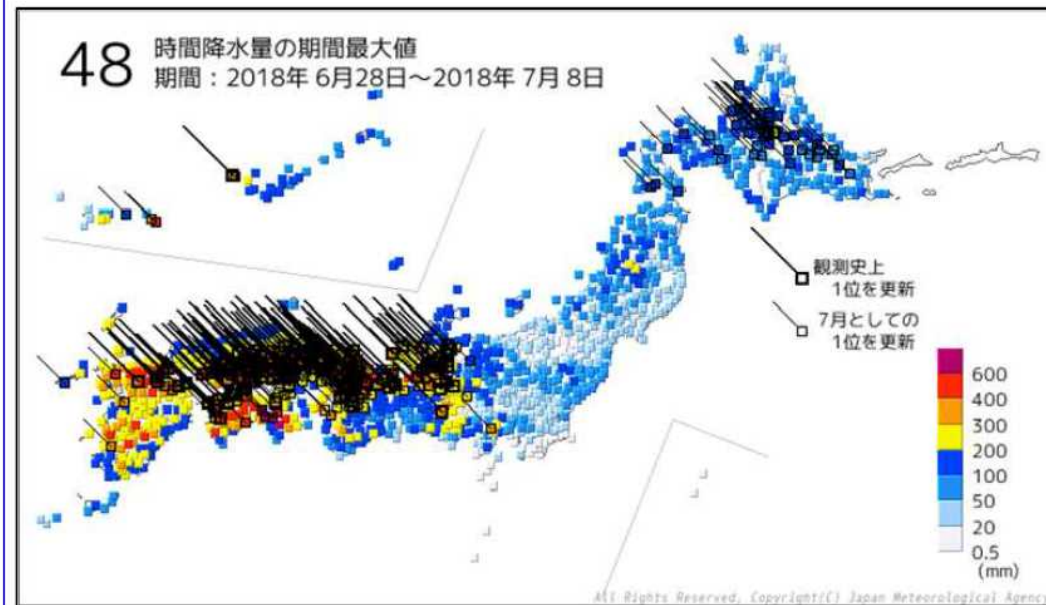 48 時間降水量の期間最大値
期間：2018年 6月28日～2018年 7月 8日
観測史上
1位を更新
7月としての
1位を更新
600
400
300
200
100
50
20
0.5
(mm)
All Rights Reserved, Copyright(C) Japan Meteorological Agency